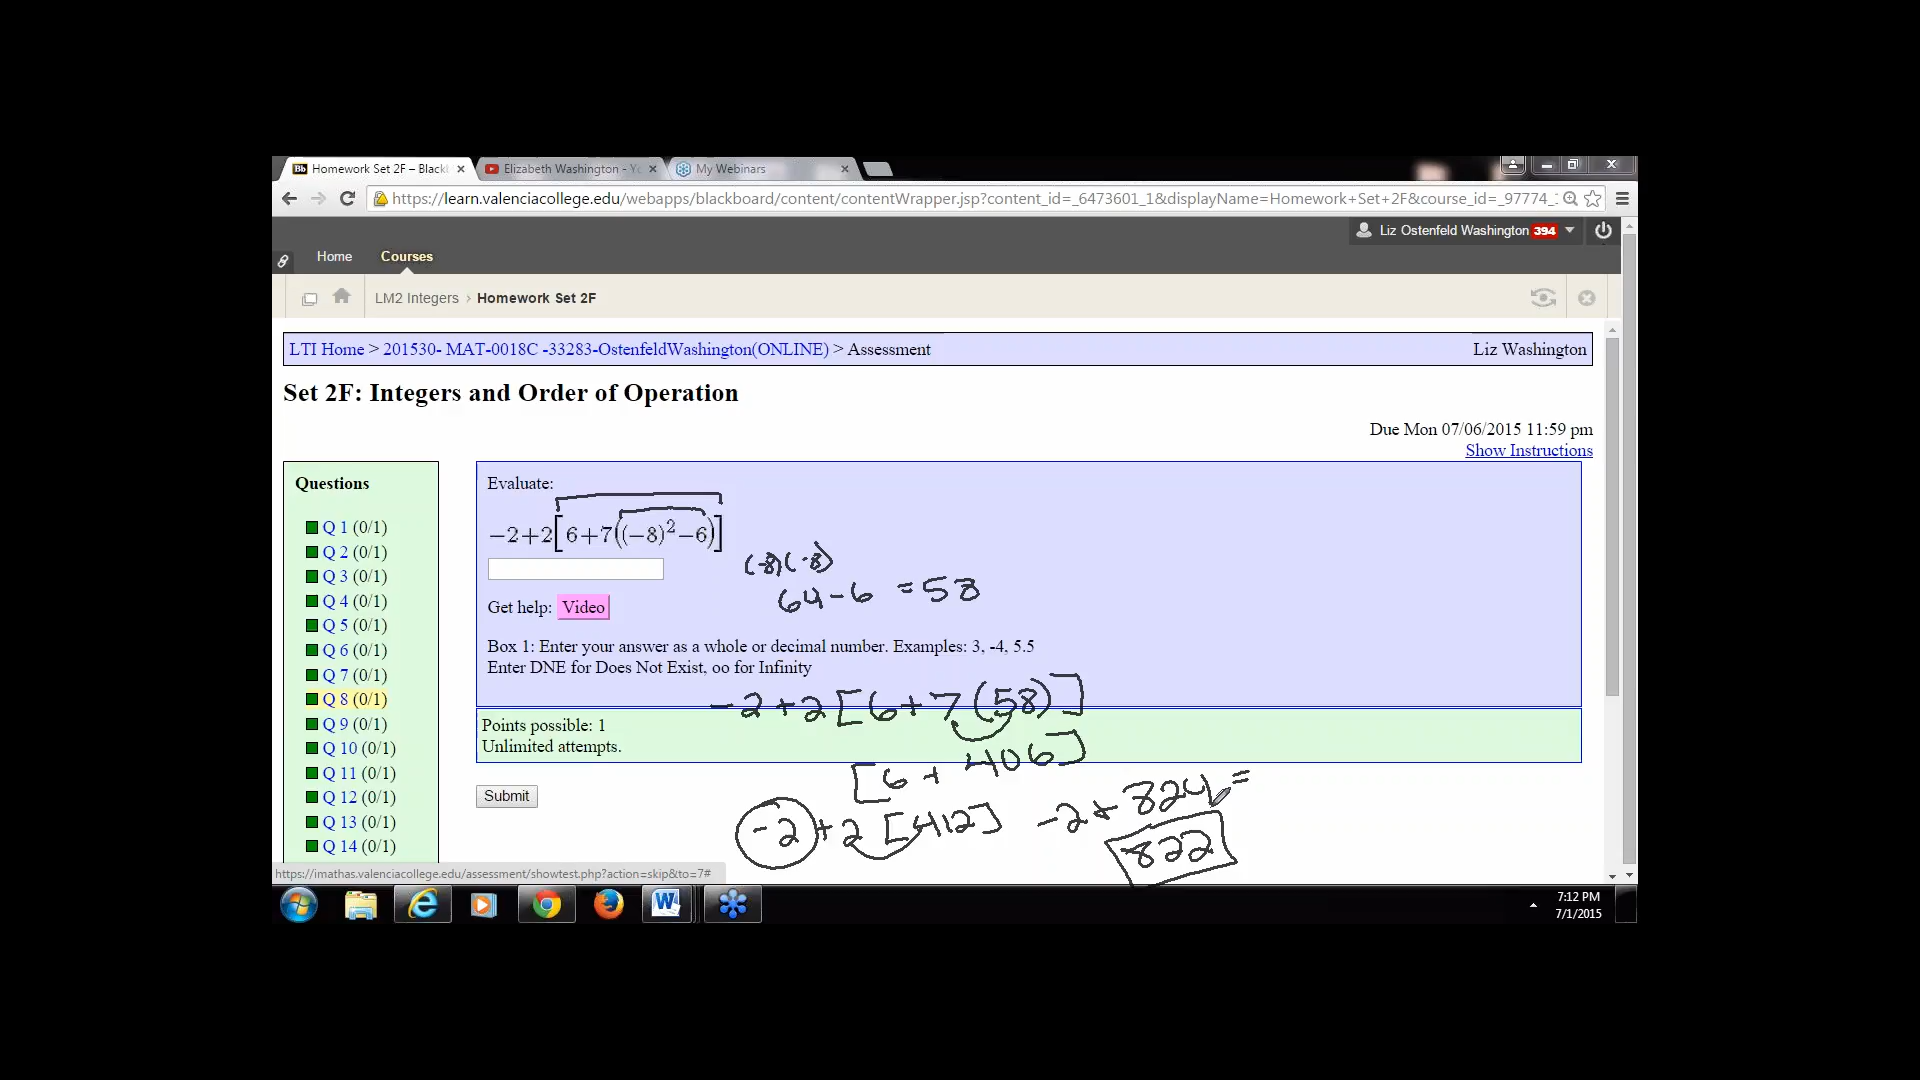 Homework Set 2F – Blackb
Elizabeth Washington - Yo
My Webinars
https://learn.valenciacollege.edu/webapps/blackboard/content/contentWrapper.jsp?content_id=_6473601_1&displayName=Homework+Set+2F&course_id=_97774_
Liz Ostenfeld Washington 394
Home Courses
LM2 Integers › Homework Set 2F
LTI Home > 201530- MAT-0018C -33283-OstenfeldWashington(ONLINE) > Assessment
Liz Washington
Set 2F: Integers and Order of Operation
Due Mon 07/06/2015 11:59 pm
Show Instructions
Questions
Q 1 (0/1)
Q 2 (0/1)
Q 3 (0/1)
Q 4 (0/1)
Q 5 (0/1)
Q 6 (0/1)
Q 7 (0/1)
Q 8 (0/1)
Q 9 (0/1)
Q 10 (0/1)
Q 11 (0/1)
Q 12 (0/1)
Q 13 (0/1)
Q 14 (0/1)
Evaluate:
−2+2[6+7((−8)²−6)]
(-8)(-8)
64-6 =58
Get help: Video
Box 1: Enter your answer as a whole or decimal number. Examples: 3, -4, 5.5
Enter DNE for Does Not Exist, oo for Infinity
-2+2[6+7(58)]
Points possible: 1
Unlimited attempts.
[6+406]
Submit
-2+2[412]
-2+824=
822
https://imathas.valenciacollege.edu/assessment/showtest.php?action=skip&to=7#
7:12 PM
7/1/2015